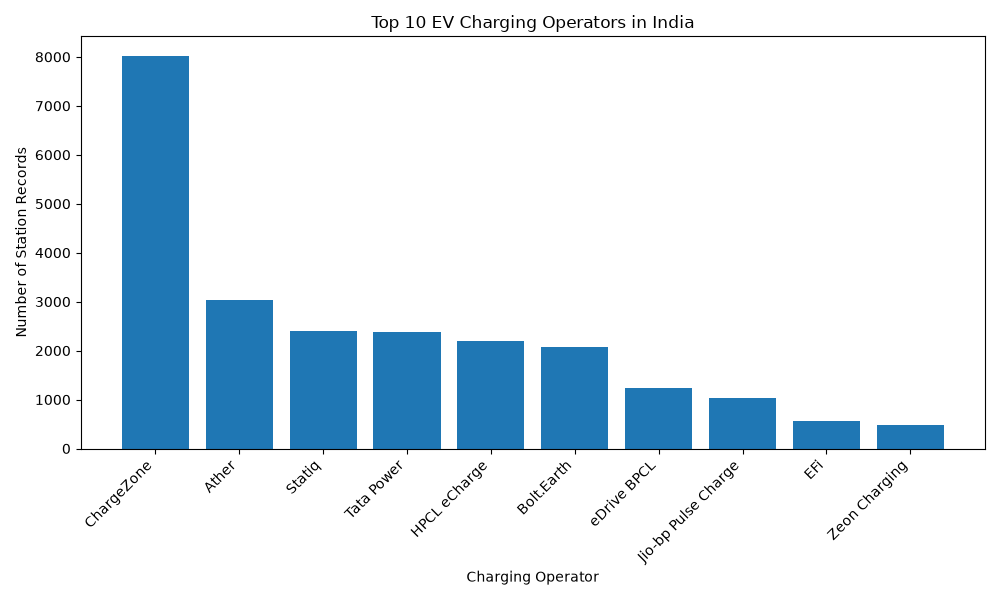 Top 10 EV Charging Operators in India
Number of Station Records
8000
7000
6000
5000
4000
3000
2000
1000
0
ChargeZone
Ather
Statiq
Tata Power
HPCL eCharge
Bolt.Earth
eDrive BPCL
Jio-bp Pulse Charge
EFi
Zeon Charging
Charging Operator